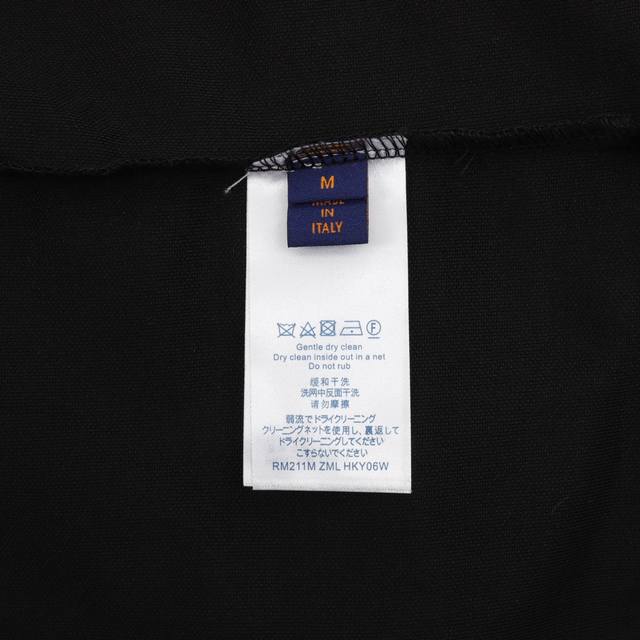 M
MADE
IN
ITALY
F
Gentle dry clean
Dry clean inside out in a net
Do not rub
缓和干洗
洗网中反面干洗
请勿摩擦
弱流でドライクリーニング
クリーニングネットを使用し、裏返して
ドライクリーニングしてください
こすらないでください
RM211M ZML HKY06W